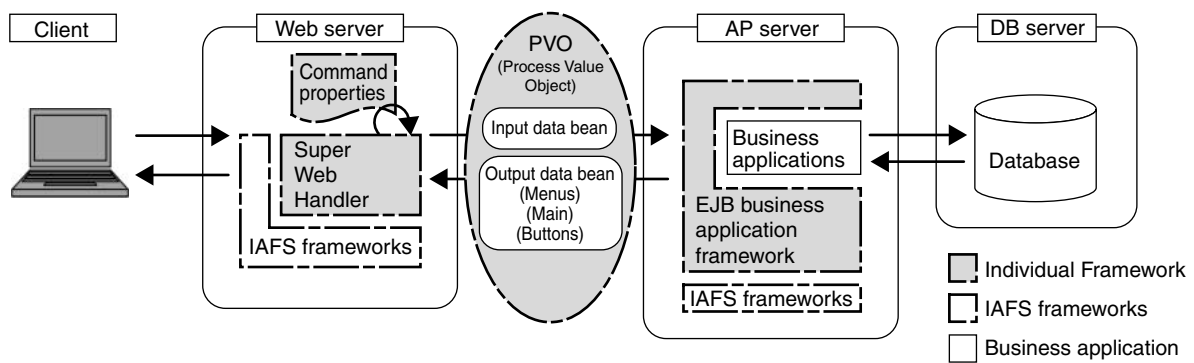 Client
Web server
Command
properties
Super
Web
Handler
IAFS frameworks
PVO
(Process Value
Object)
Input data bean
Output data bean
(Menus)
(Main)
(Buttons)
AP server
Business
applications
EJB business
application
framework
IAFS frameworks
DB server
Database
Individual Framework
IAFS frameworks
Business application